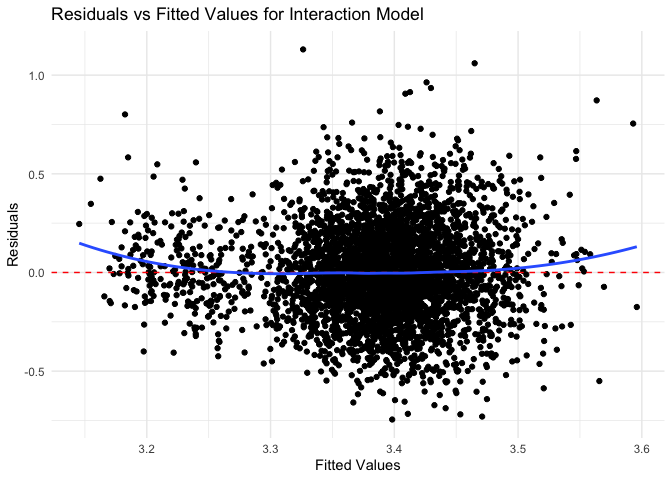 Residuals vs Fitted Values for Interaction Model
1.0
0.5
0.0
-0.5
Residuals
3.2 3.3 3.4 3.5 3.6
Fitted Values